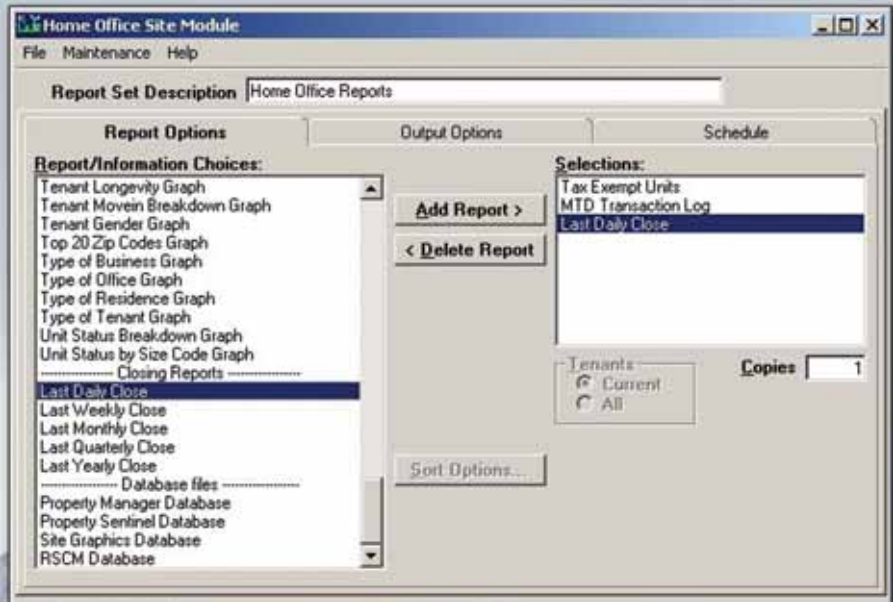 Home Office Site Module
File Maintenance Help
Report Set Description Home Office Reports
Report Options Output Options Schedule
Report/Information Choices:
Tenant Longevity Graph
Tenant Movein Breakdown Graph
Tenant Gender Graph
Top 20 Zip Codes Graph
Type of Business Graph
Type of Office Graph
Type of Residence Graph
Type of Tenant Graph
Unit Status Breakdown Graph
Unit Status by Size Code Graph
---------------- Closing Reports ----------------
Last Daily Close
Last Weekly Close
Last Monthly Close
Last Quarterly Close
Last Yearly Close
----------------- Database files -----------------
Property Manager Database
Property Sentinel Database
Site Graphics Database
RSCM Database
Add Report >
< Delete Report
Sort Options...
Selections:
Tax Exempt Units
MTD Transaction Log
Last Daily Close
Tenants
Current
All
Copies 1